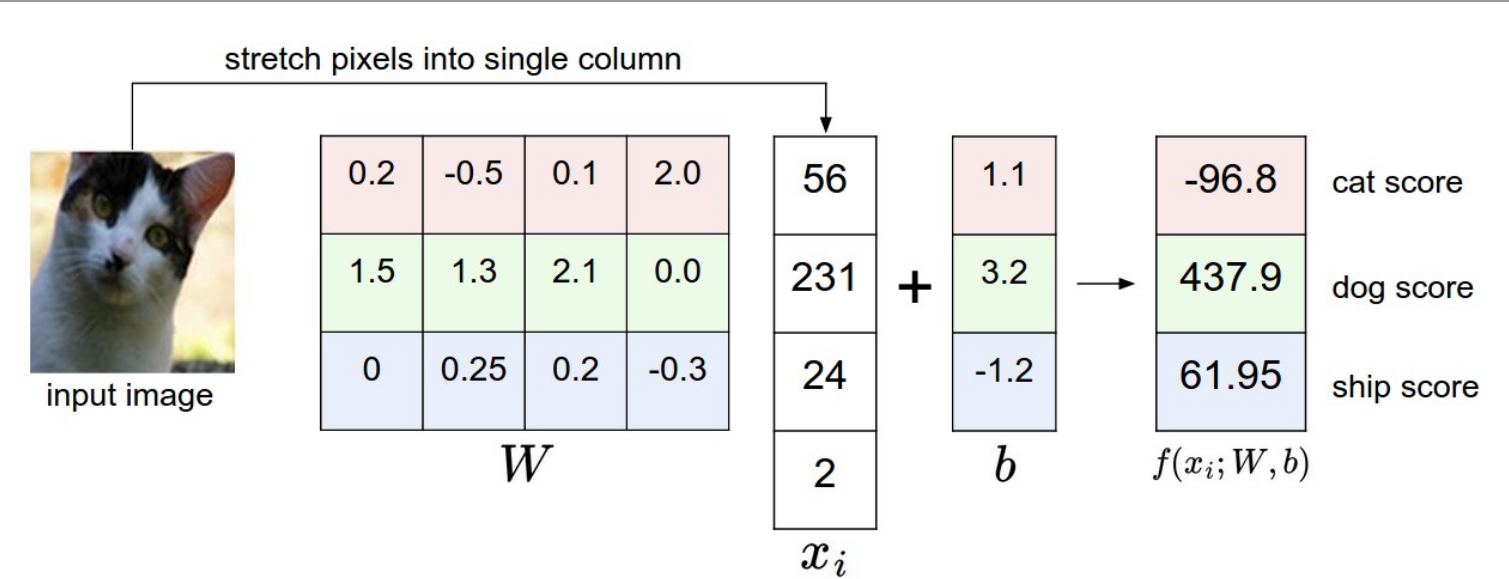 stretch pixels into single column
input image
0.2 -0.5 0.1 2.0
1.5 1.3 2.1 0.0
0 0.25 0.2 -0.3
W
56
231
24
2
x_i
+
1.1
3.2
-1.2
b
-96.8 cat score
437.9 dog score
61.95 ship score
f(x_i; W, b)